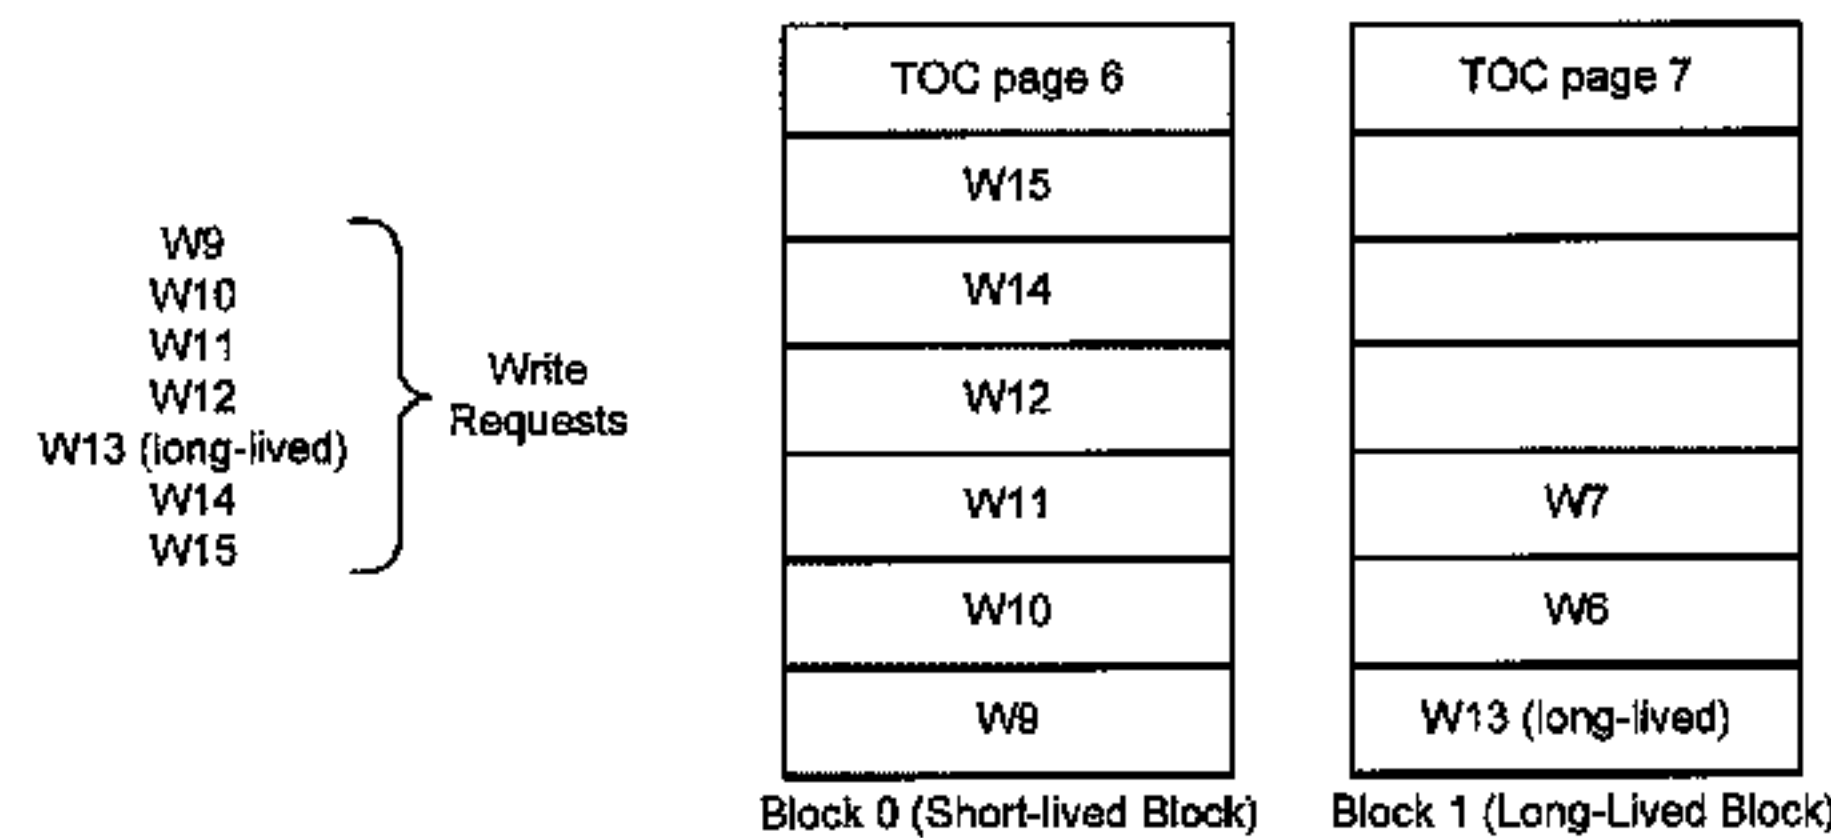 W9
W10
W11
W12
W13 (long-lived)
W14
W15
Write
Requests
TOC page 6
W15
W14
W12
W11
W10
W9
Block 0 (Short-lived Block)
TOC page 7
W7
W6
W13 (long-lived)
Block 1 (Long-Lived Block)